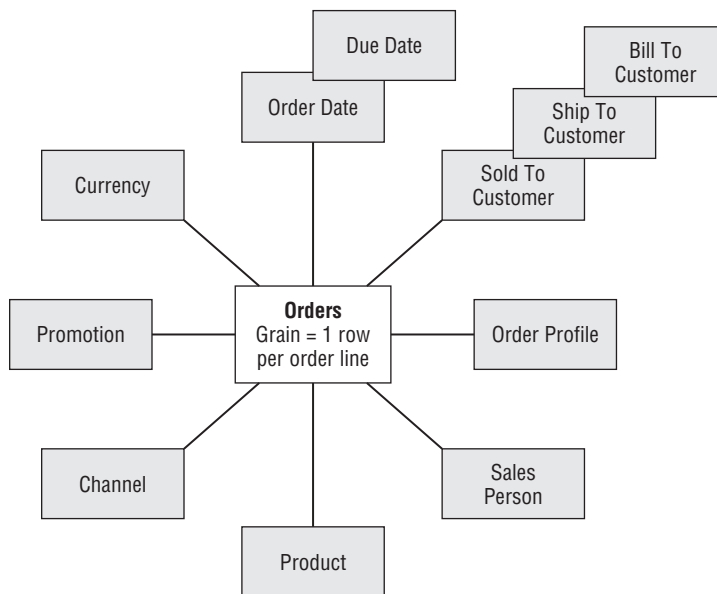 Due Date
Order Date
Bill To
Customer
Ship To
Customer
Sold To
Customer
Currency
Orders
Grain = 1 row
per order line
Promotion
Order Profile
Channel
Sales
Person
Product